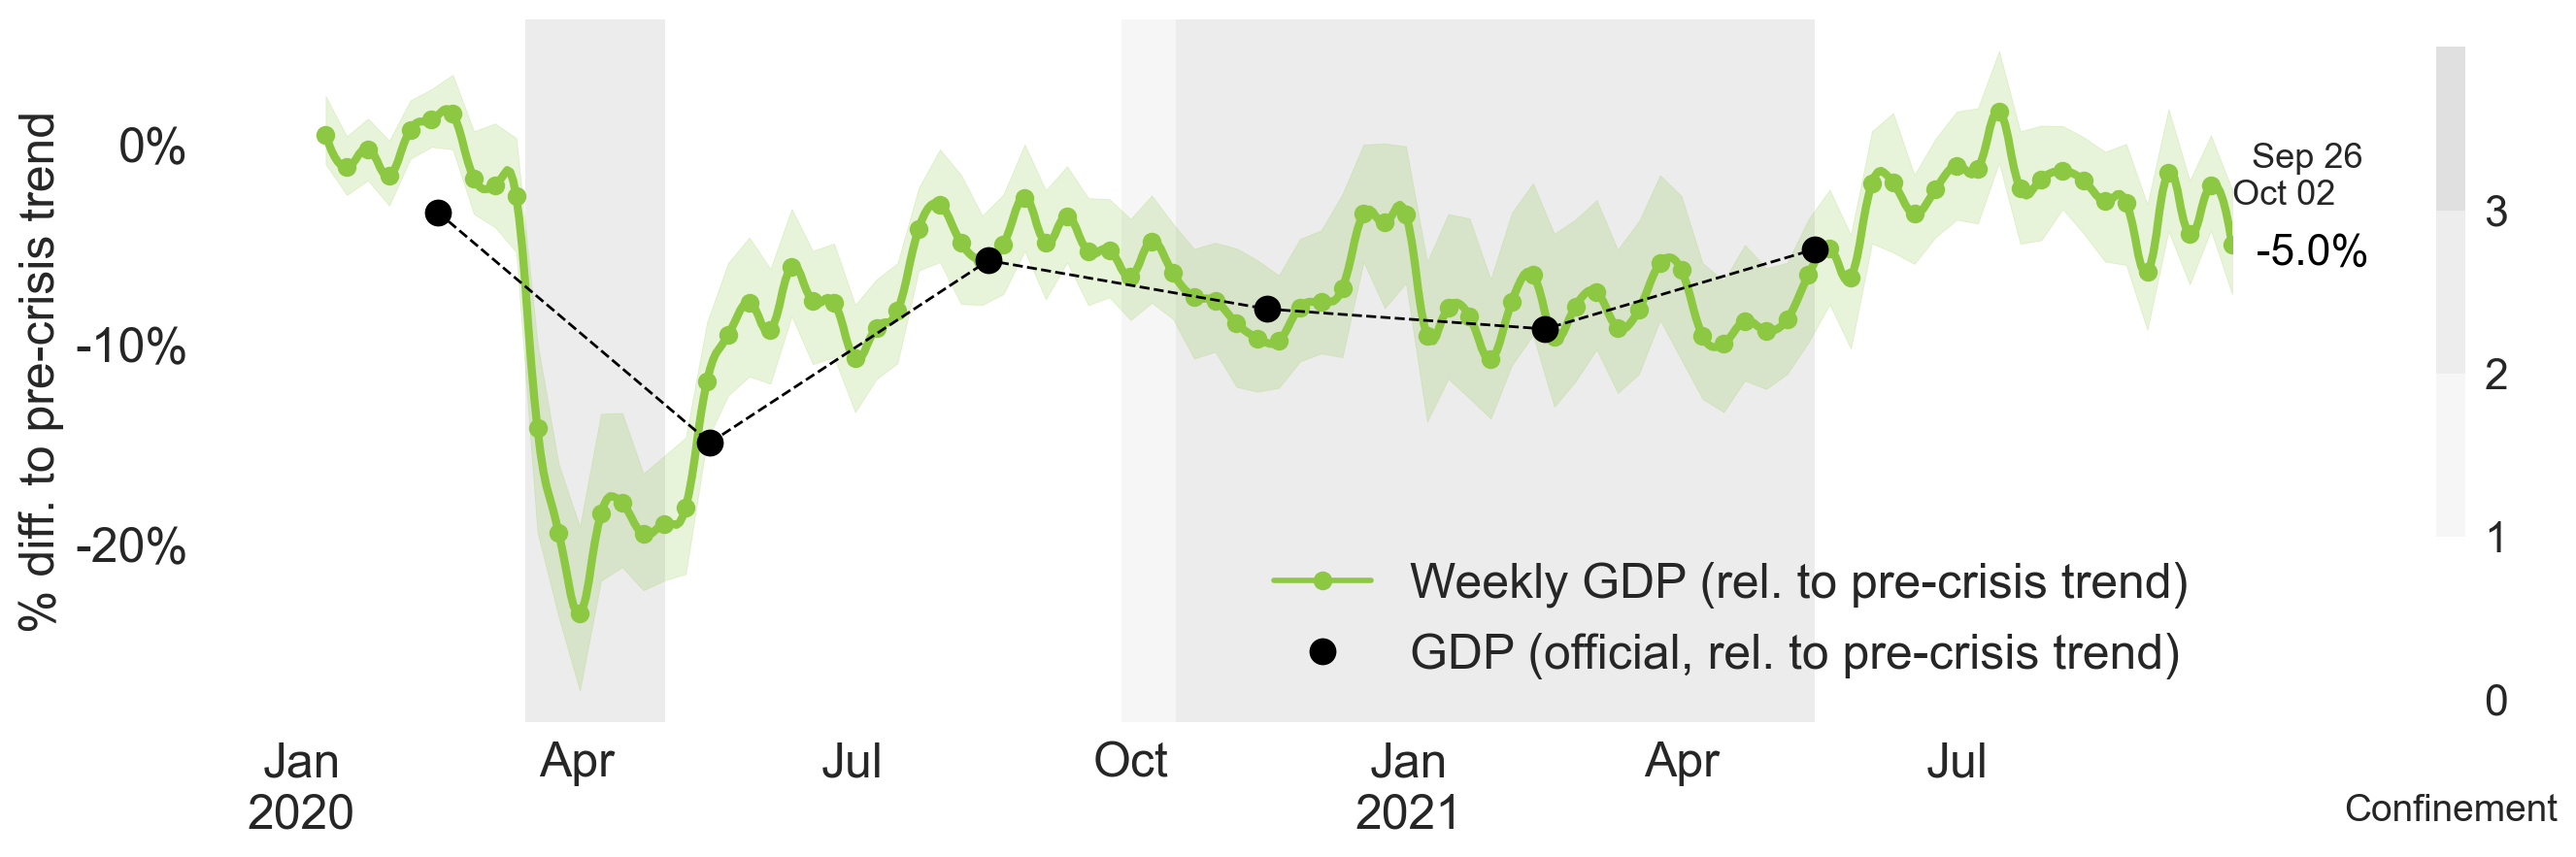 % diff. to pre-crisis trend
0%
-10%
-20%
Sep 26
Oct 02
-5.0%
3
2
1
0
Weekly GDP (rel. to pre-crisis trend)
GDP (official, rel. to pre-crisis trend)
Jan
2020
Apr
Jul
Oct
Jan
2021
Apr
Jul
Confinement